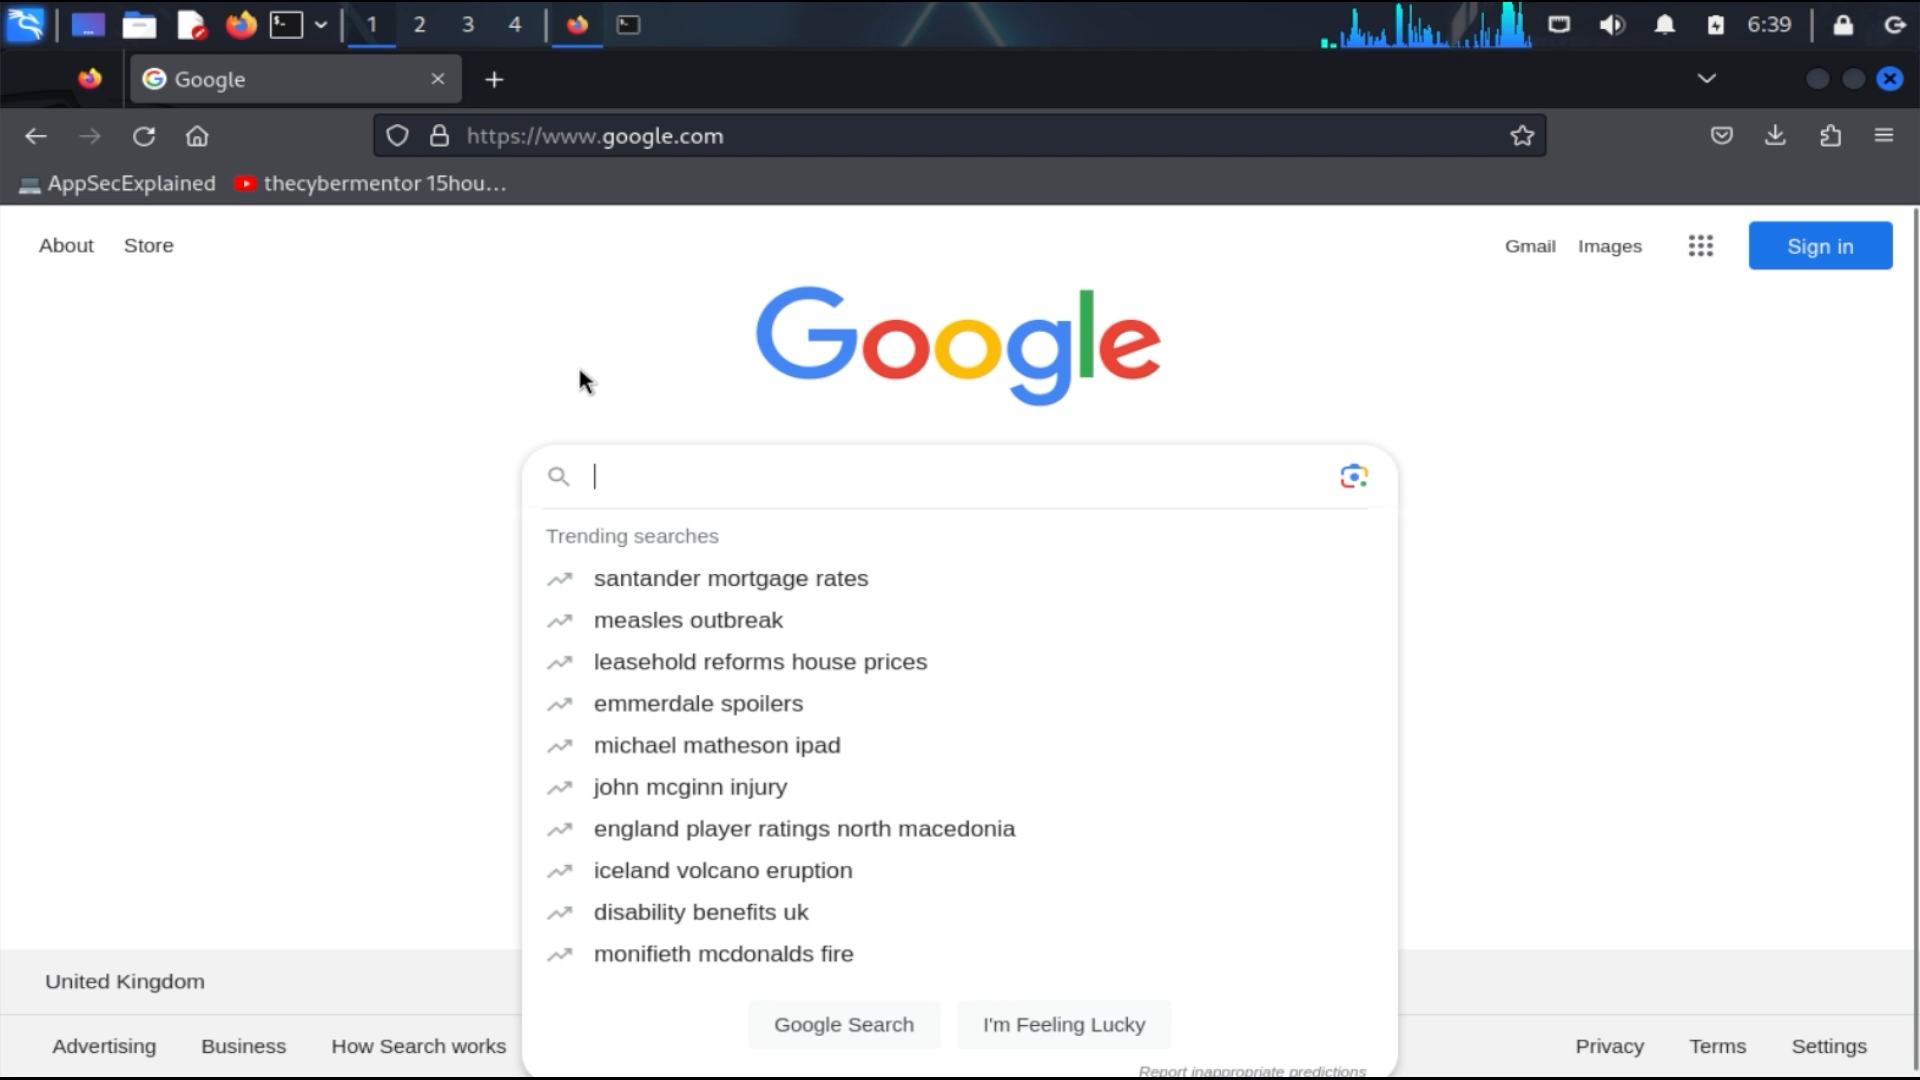 1 2 3 4 6:39
Google
https://www.google.com
AppSecExplained thecybermentor 15hou…
About Store Gmail Images Sign in
Google
Trending searches
santander mortgage rates
measles outbreak
leasehold reforms house prices
emmerdale spoilers
michael matheson ipad
john mcginn injury
england player ratings north macedonia
iceland volcano eruption
disability benefits uk
monifieth mcdonalds fire
United Kingdom
Google Search I'm Feeling Lucky
Advertising Business How Search works Privacy Terms Settings
Report inappropriate predictions